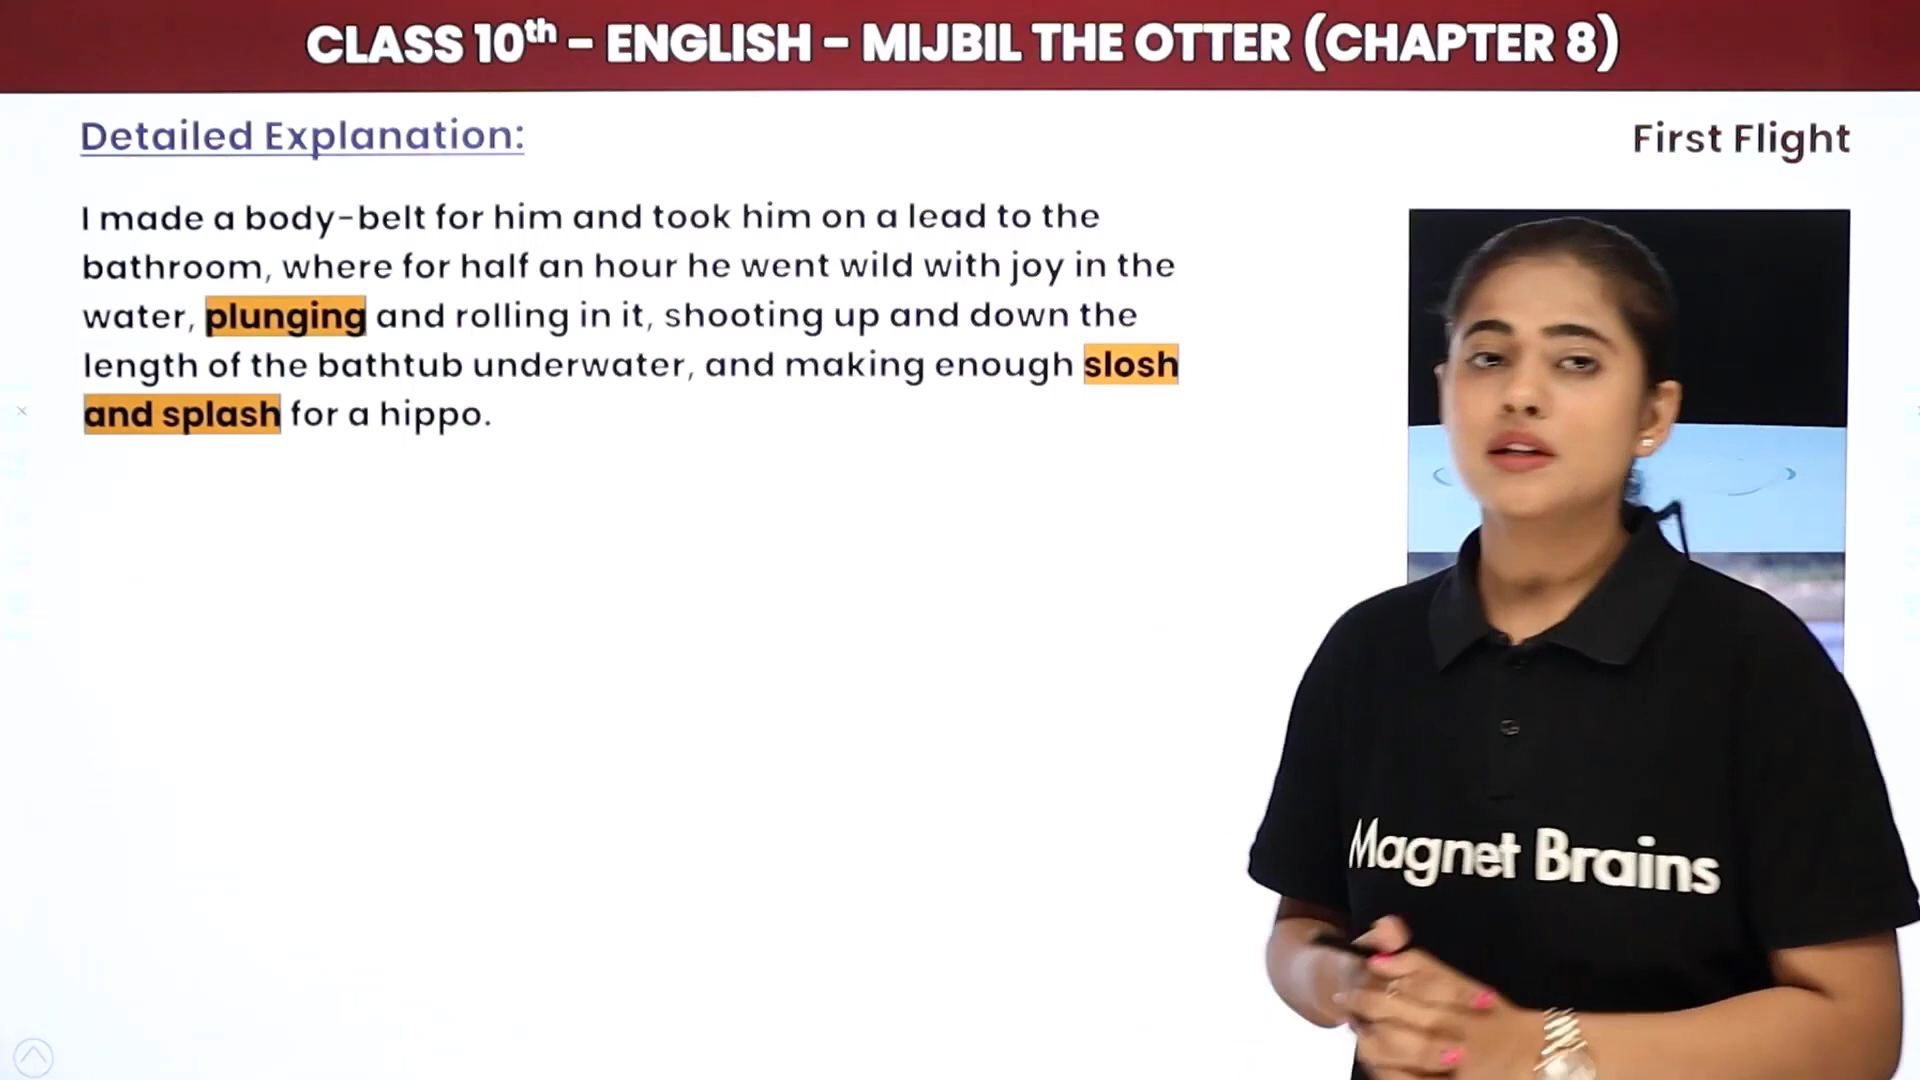 CLASS 10th - ENGLISH - MIJBIL THE OTTER (CHAPTER 8)
Detailed Explanation:
First Flight
I made a body-belt for him and took him on a lead to the
bathroom, where for half an hour he went wild with joy in the
water, plunging and rolling in it, shooting up and down the
length of the bathtub underwater, and making enough slosh
and splash for a hippo.
Magnet Brains